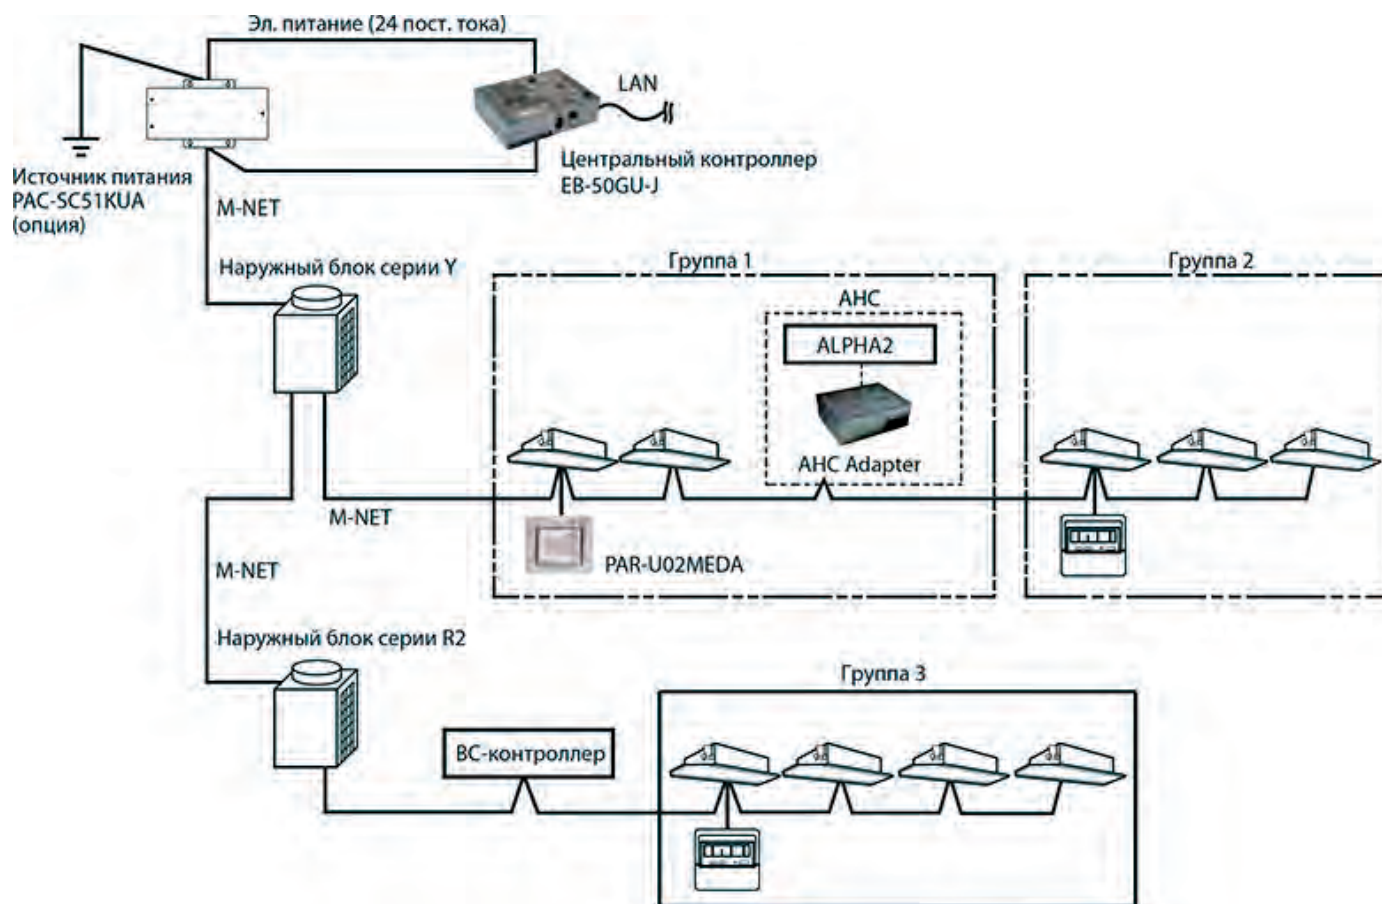 Эл. питание (24 пост. тока)
LAN
Центральный контроллер
EB-50GU-J
Источник питания
PAC-SC51KUA
(опция)
M-NET
Наружный блок серии Y
Группа 1
Группа 2
AHC
ALPHA2
AHC Adapter
M-NET
PAR-U02MEDA
M-NET
Наружный блок серии R2
Группа 3
BC-контроллер